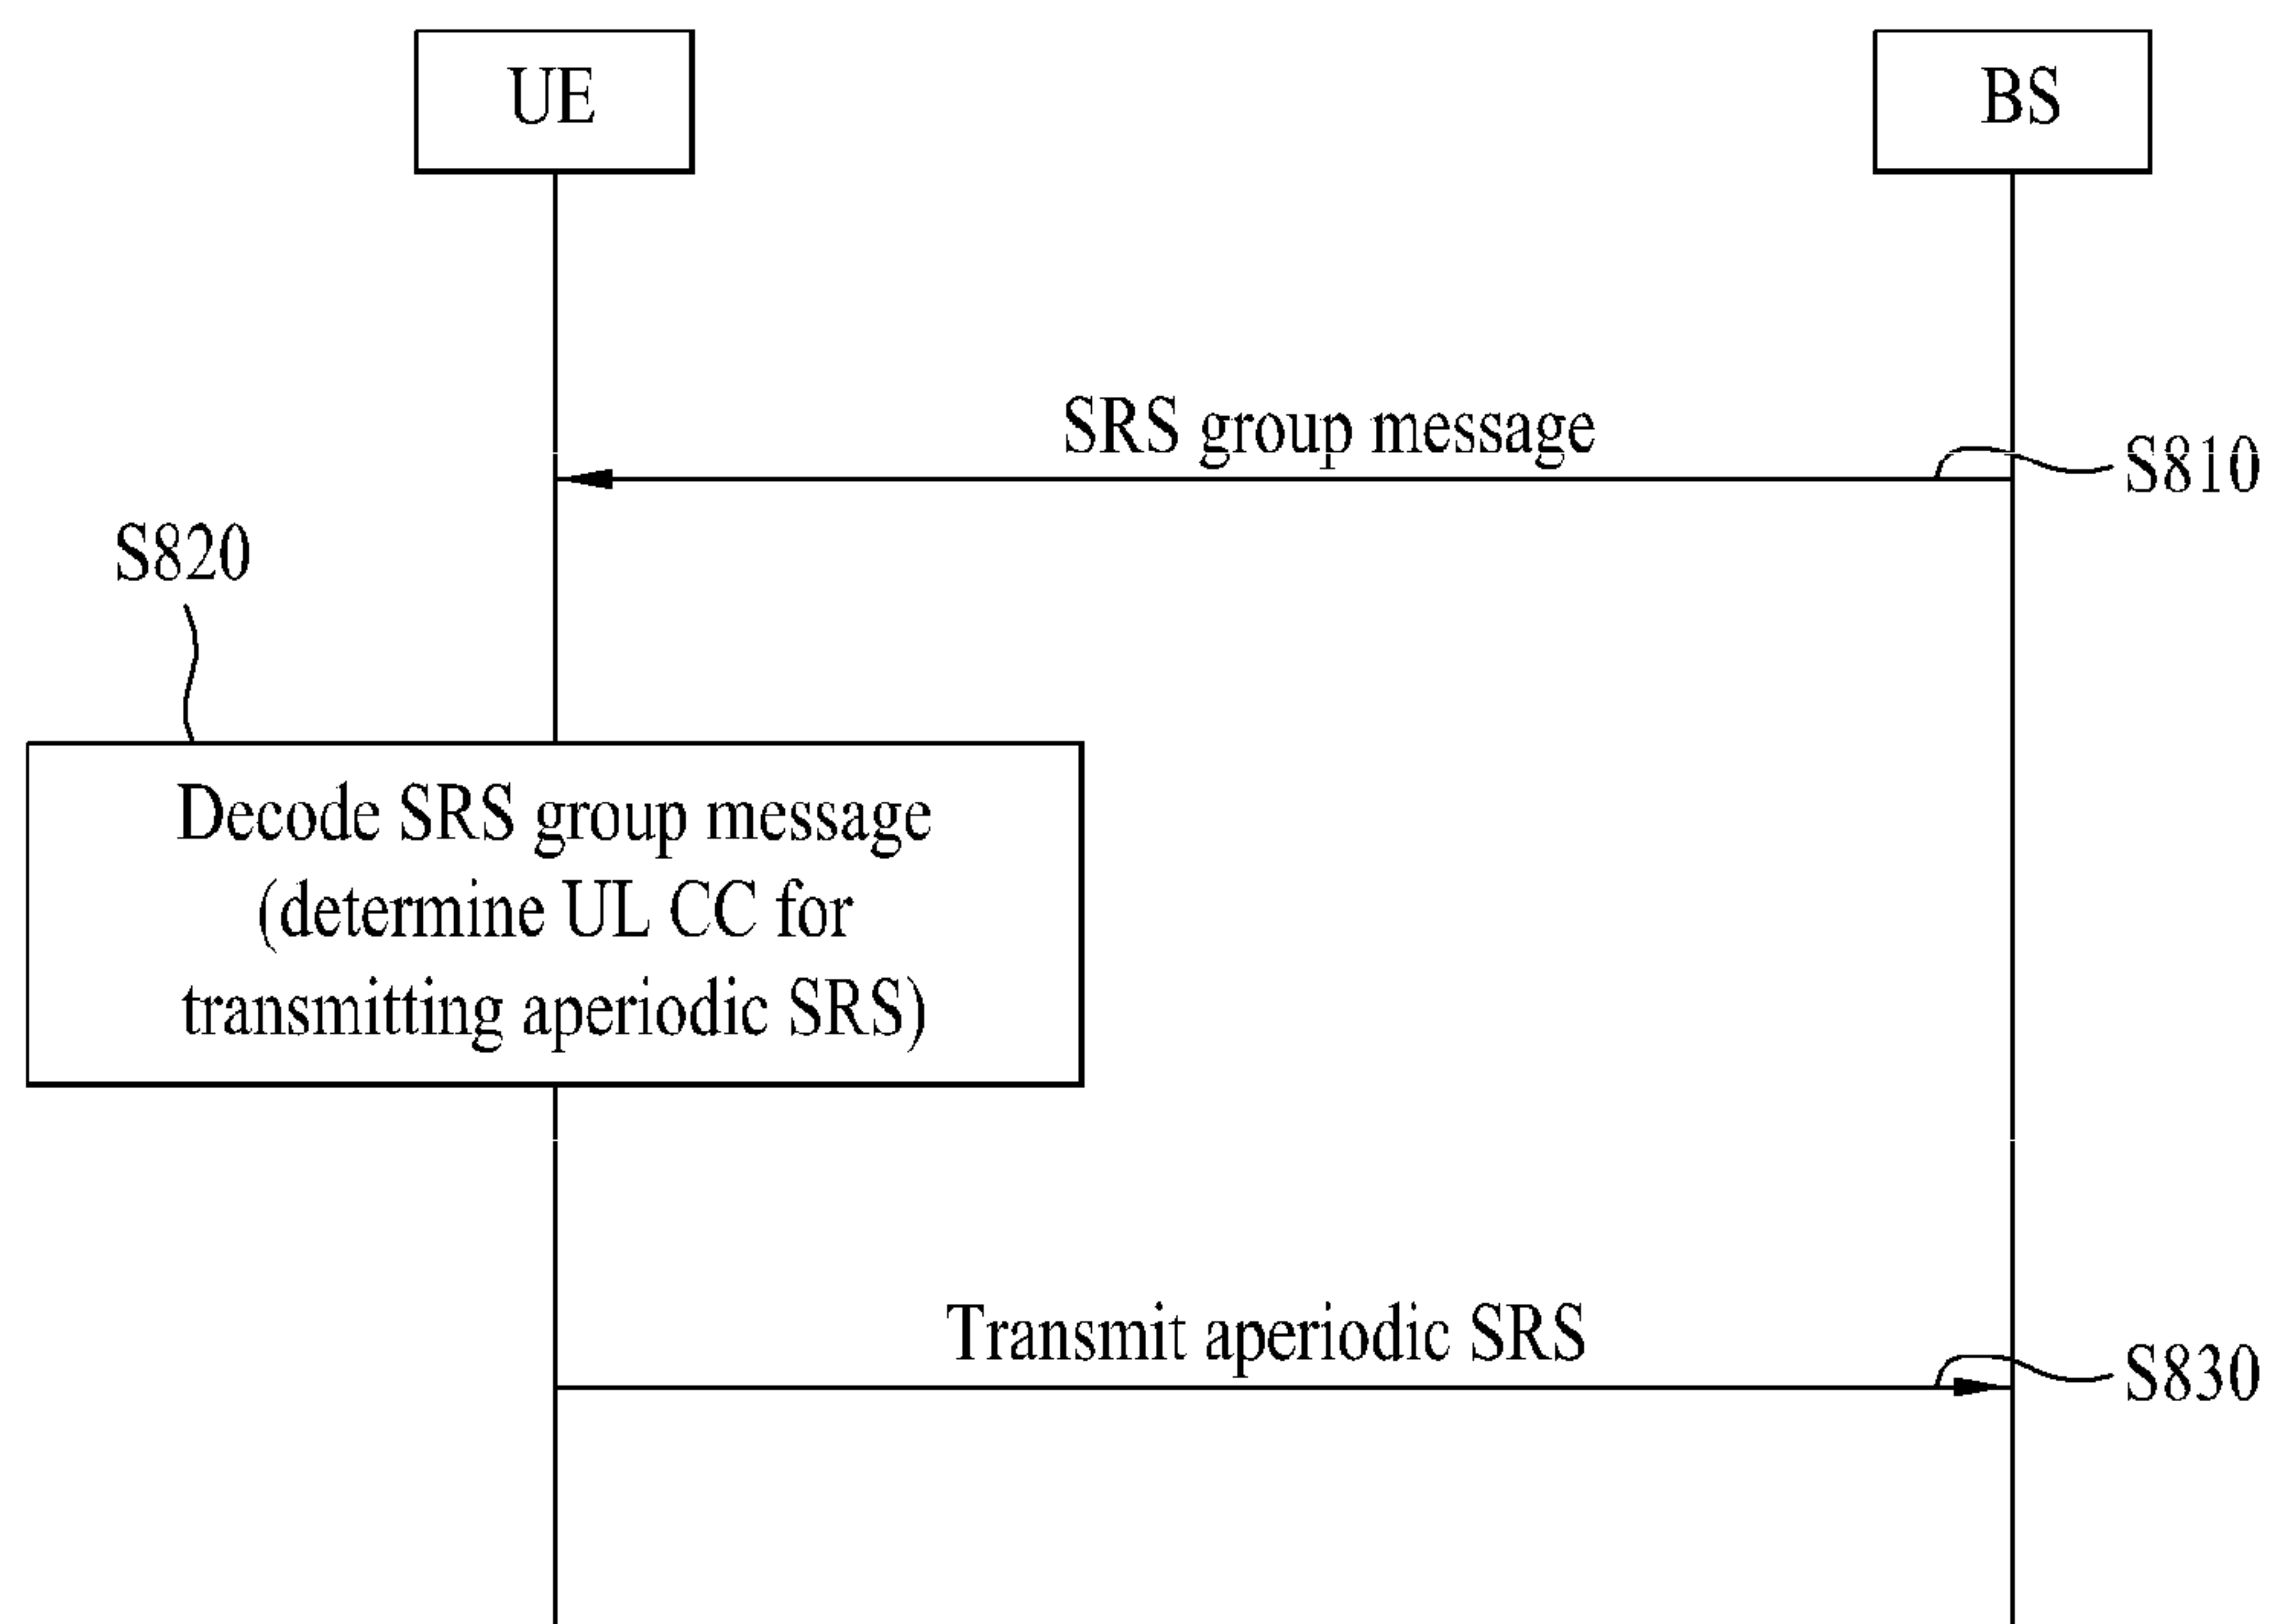 UE
BS
SRS group message
S810
S820
Decode SRS group message
(determine UL CC for
transmitting aperiodic SRS)
Transmit aperiodic SRS
S830